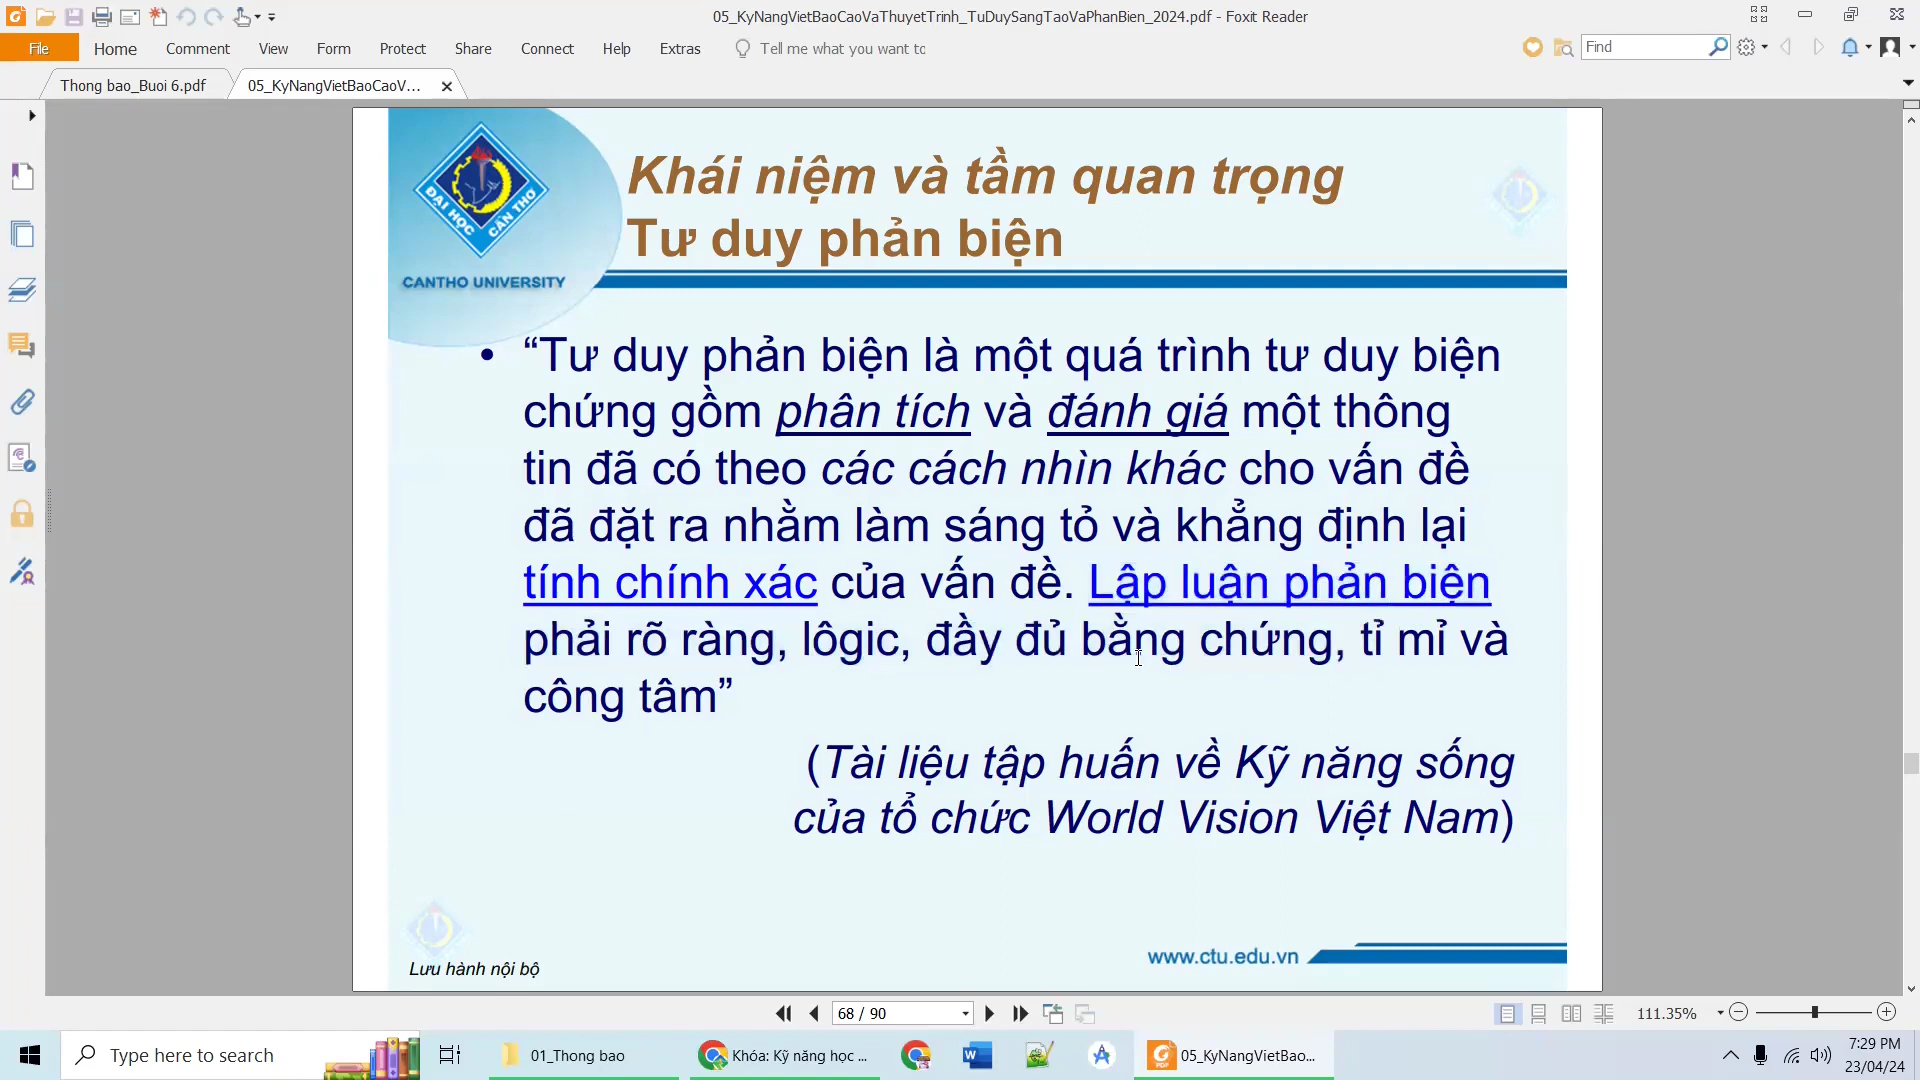 05_KyNangVietBaoCaoVaThuyetTrinh_TuDuySangTaoVaPhanBien_2024.pdf - Foxit Reader
File Home Comment View Form Protect Share Connect Help Extras Tell me what you want to Find
Thong bao_Buoi 6.pdf 05_KyNangVietBaoCaoV...
ĐẠI HỌC CẦN THƠ
CANTHO UNIVERSITY
Khái niệm và tầm quan trọng
Tư duy phản biện
• “Tư duy phản biện là một quá trình tư duy biện
chứng gồm phân tích và đánh giá một thông
tin đã có theo các cách nhìn khác cho vấn đề
đã đặt ra nhằm làm sáng tỏ và khẳng định lại
tính chính xác của vấn đề. Lập luận phản biện
phải rõ ràng, lôgic, đầy đủ bằng chứng, tỉ mỉ và
công tâm”
(Tài liệu tập huấn về Kỹ năng sống
của tổ chức World Vision Việt Nam)
Lưu hành nội bộ
www.ctu.edu.vn
68 / 90
111.35%
Type here to search
01_Thong bao
Khóa: Kỹ năng học ...
05_KyNangVietBao...
7:29 PM
23/04/24